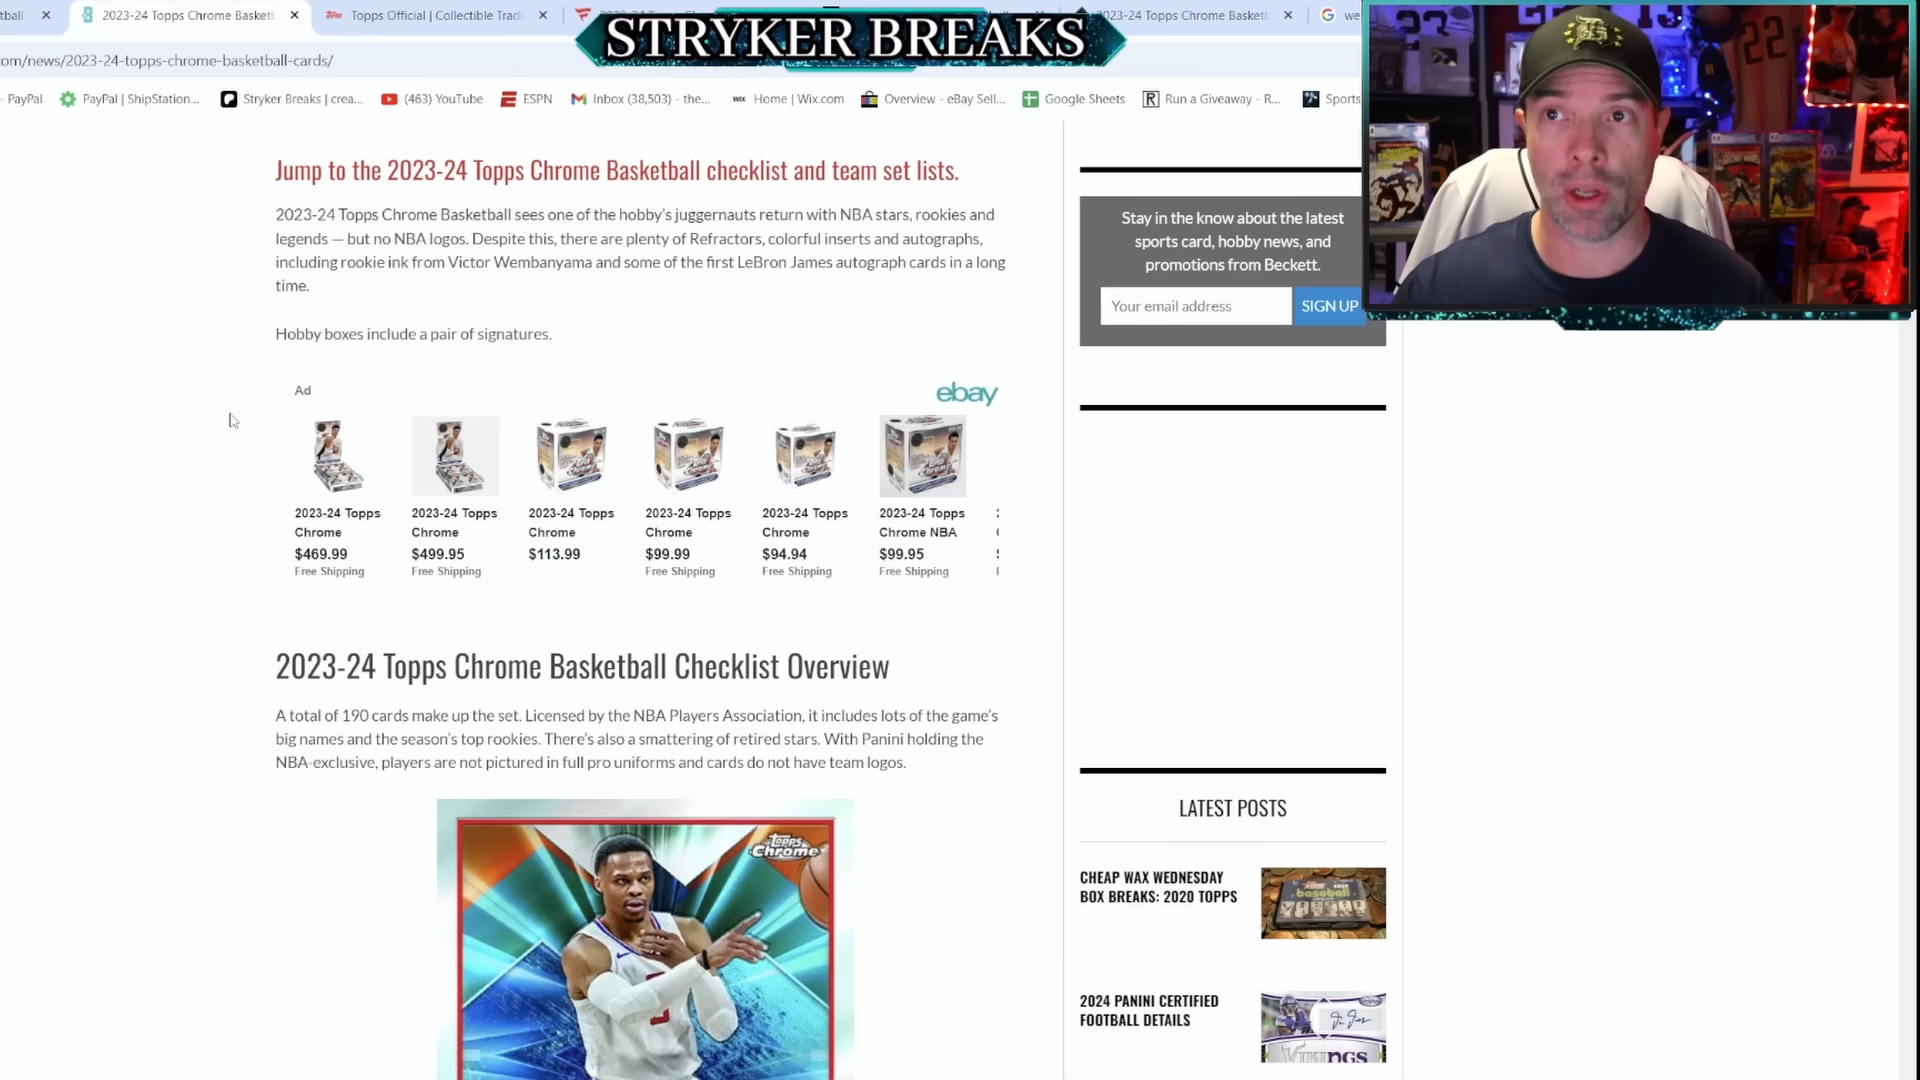 tball
2023-24 Topps Chrome Basket
Topps Official | Collectible Tradi
2023-24 Topps Chrome Basketb
we
STRYKER BREAKS
om/news/2023-24-topps-chrome-basketball-cards/
- PayPal
PayPal | ShipStation...
Stryker Breaks | crea...
(463) YouTube
ESPN
Inbox (38,503) - the...
WIX
Home | Wix.com
Overview - eBay Sell...
Google Sheets
Run a Giveaway - R...
Sports
22
Jump to the 2023-24 Topps Chrome Basketball checklist and team set lists.
2023-24 Topps Chrome Basketball sees one of the hobby's juggernauts return with NBA stars, rookies and
legends — but no NBA logos. Despite this, there are plenty of Refractors, colorful inserts and autographs,
including rookie ink from Victor Wembanyama and some of the first LeBron James autograph cards in a long
time.
Hobby boxes include a pair of signatures.
Ad
ebay
2023-24 Topps
Chrome
$469.99
Free Shipping
2023-24 Topps
Chrome
$499.95
Free Shipping
2023-24 Topps
Chrome
$113.99
2023-24 Topps
Chrome
$99.99
Free Shipping
2023-24 Topps
Chrome
$94.94
Free Shipping
2023-24 Topps
Chrome NBA
$99.95
Free Shipping
2023-24 Topps Chrome Basketball Checklist Overview
A total of 190 cards make up the set. Licensed by the NBA Players Association, it includes lots of the game's
big names and the season's top rookies. There's also a smattering of retired stars. With Panini holding the
NBA-exclusive, players are not pictured in full pro uniforms and cards do not have team logos.
topps
Chrome
Stay in the know about the latest
sports card, hobby news, and
promotions from Beckett.
Your email address
SIGN UP
LATEST POSTS
CHEAP WAX WEDNESDAY
BOX BREAKS: 2020 TOPPS
baseball
2024 PANINI CERTIFIED
FOOTBALL DETAILS
VIKINGS